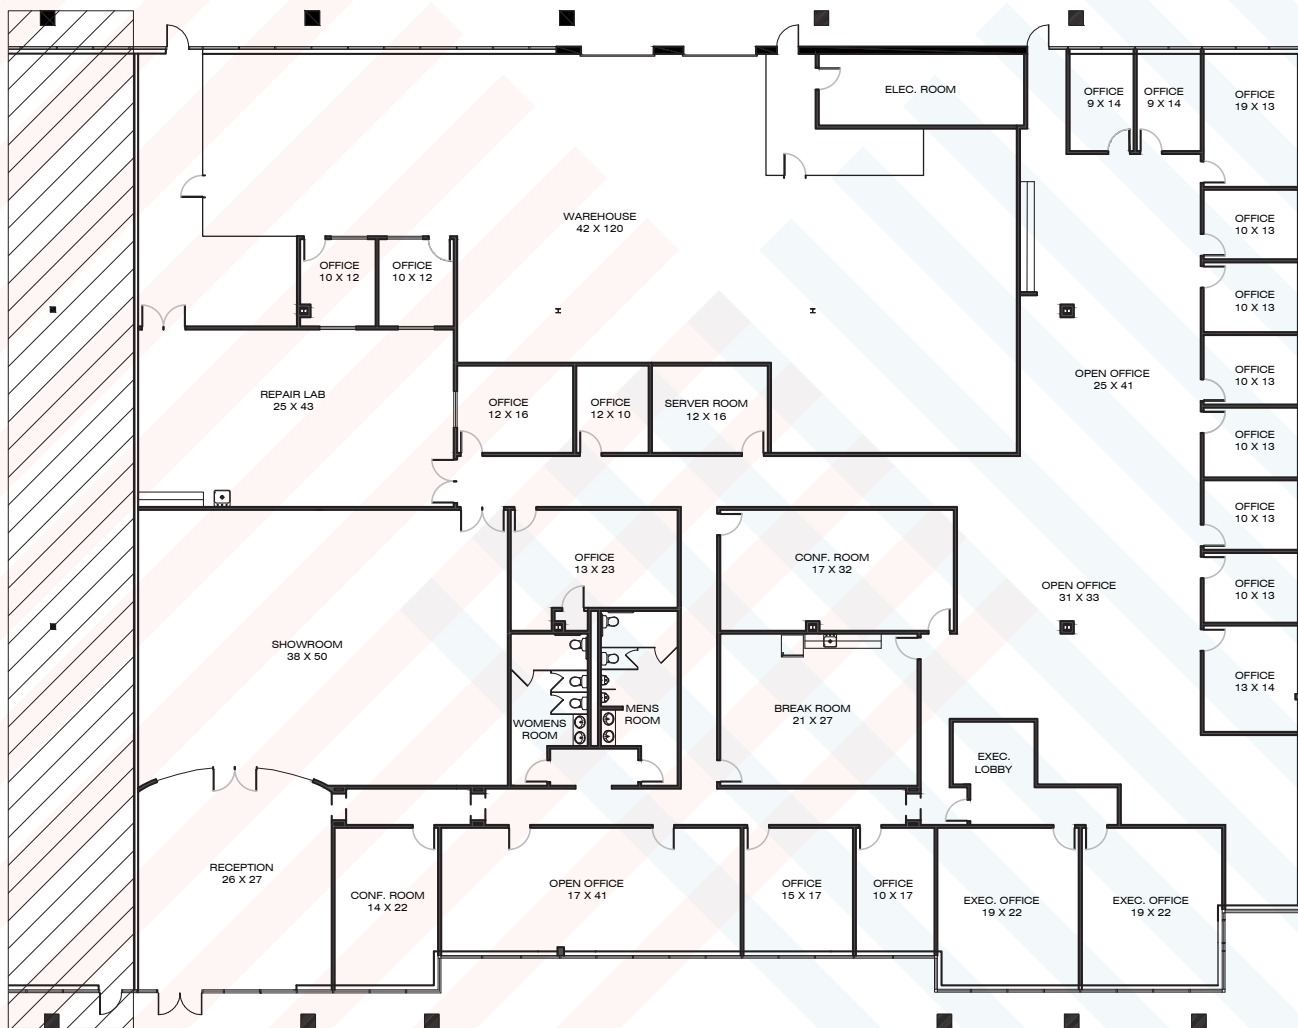 ELEC. ROOM
OFFICE
9 X 14
OFFICE
9 X 14
OFFICE
19 X 13
WAREHOUSE
42 X 120
OFFICE
10 X 13
OFFICE
10 X 12
OFFICE
10 X 12
OFFICE
10 X 13
OPEN OFFICE
25 X 41
OFFICE
10 X 13
REPAIR LAB
25 X 43
OFFICE
12 X 16
OFFICE
12 X 10
SERVER ROOM
12 X 16
OFFICE
10 X 13
OFFICE
10 X 13
OFFICE
13 X 23
CONF. ROOM
17 X 32
OPEN OFFICE
31 X 33
OFFICE
10 X 13
SHOWROOM
38 X 50
OFFICE
13 X 14
WOMENS
ROOM
MENS
ROOM
BREAK ROOM
21 X 27
EXEC.
LOBBY
RECEPTION
26 X 27
CONF. ROOM
14 X 22
OPEN OFFICE
17 X 41
OFFICE
15 X 17
OFFICE
10 X 17
EXEC. OFFICE
19 X 22
EXEC. OFFICE
19 X 22